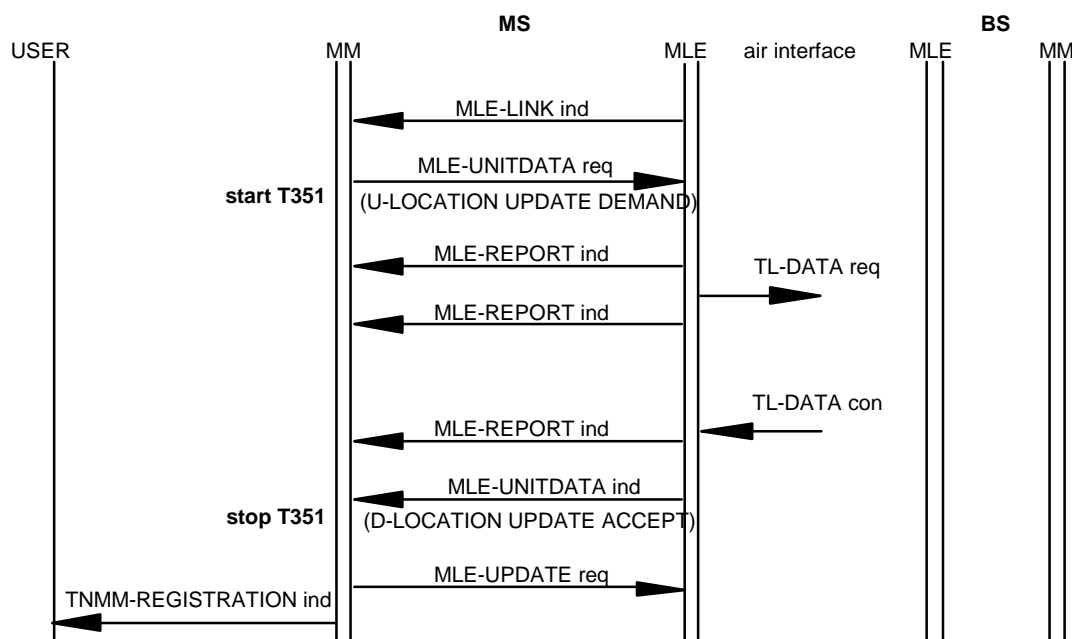 MS BS
USER MM MLE air interface MLE MM
MLE-LINK ind
MLE-UNITDATA req
start T351
(U-LOCATION UPDATE DEMAND)
MLE-REPORT ind
TL-DATA req
MLE-REPORT ind
TL-DATA con
MLE-REPORT ind
MLE-UNITDATA ind
stop T351
(D-LOCATION UPDATE ACCEPT)
MLE-UPDATE req
TNMM-REGISTRATION ind